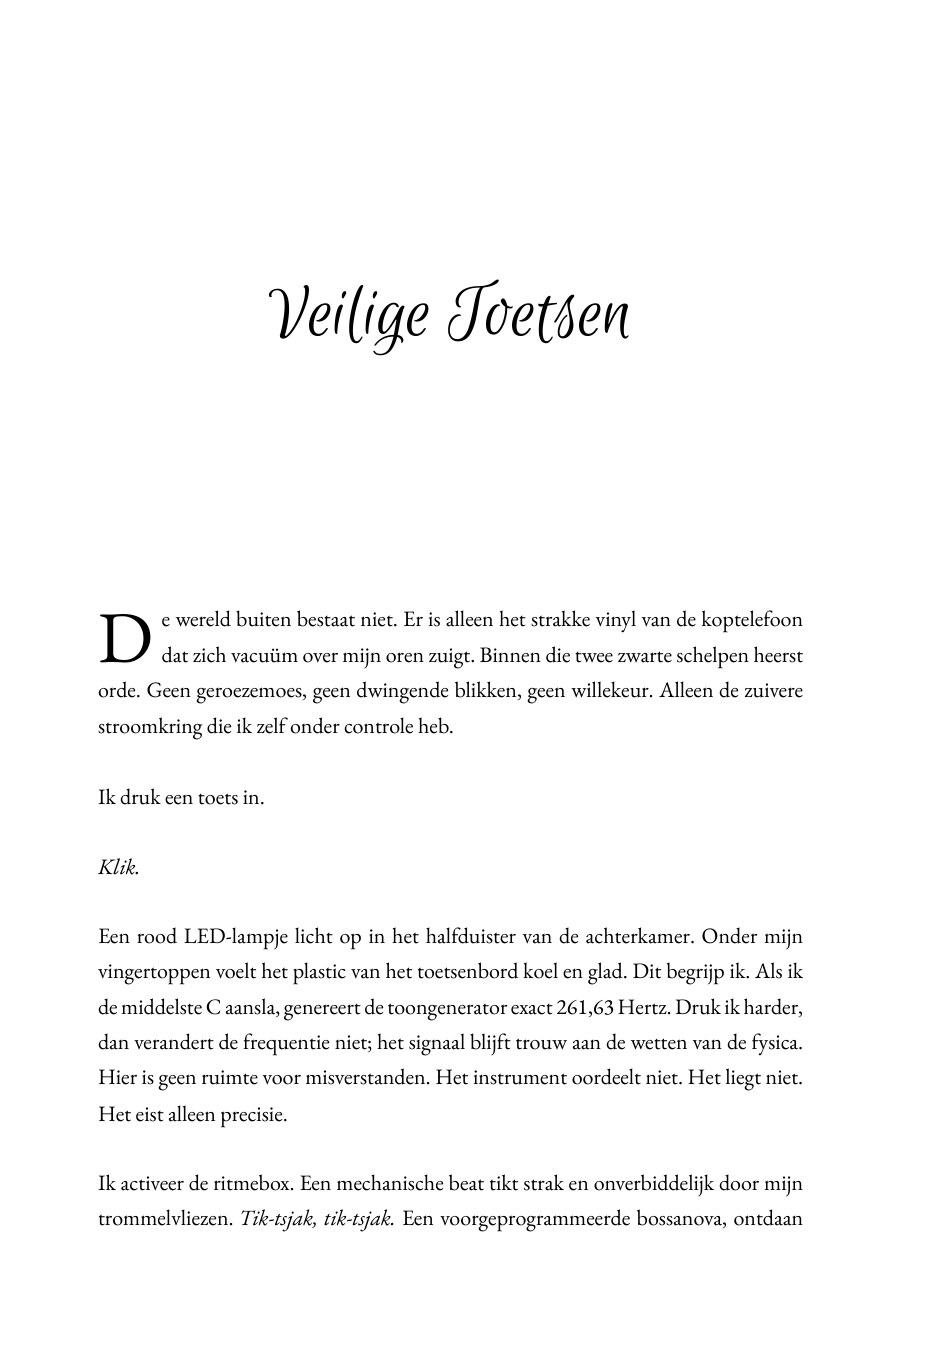 Veilige Toetsen
De wereld buiten bestaat niet. Er is alleen het strakke vinyl van de koptelefoon
dat zich vacuüm over mijn oren zuigt. Binnen die twee zwarte schelpen heerst
orde. Geen geroezemoes, geen dwingende blikken, geen willekeur. Alleen de zuivere
stroomkring die ik zelf onder controle heb.
Ik druk een toets in.
Klik.
Een rood LED-lampje licht op in het halfduister van de achterkamer. Onder mijn
vingertoppen voelt het plastic van het toetsenbord koel en glad. Dit begrijp ik. Als ik
de middelste C aansla, genereert de toongenerator exact 261,63 Hertz. Druk ik harder,
dan verandert de frequentie niet; het signaal blijft trouw aan de wetten van de fysica.
Hier is geen ruimte voor misverstanden. Het instrument oordeelt niet. Het liegt niet.
Het eist alleen precisie.
Ik activeer de ritmebox. Een mechanische beat tikt strak en onverbiddelijk door mijn
trommelvliezen. Tik-tsjak, tik-tsjak. Een voorgeprogrammeerde bossanova, ontdaan